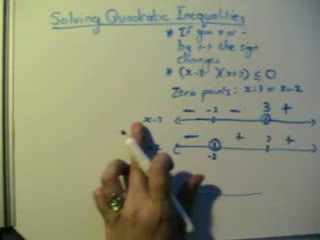 Solving Quadratic Inequalities
* If you x or ÷
by (-) the sign
changes
* (x-3)(x+2) ≤ 0
Zero points: x=3 or x=-2
- -2 - 3 +
x-3
- + 3 +
-2